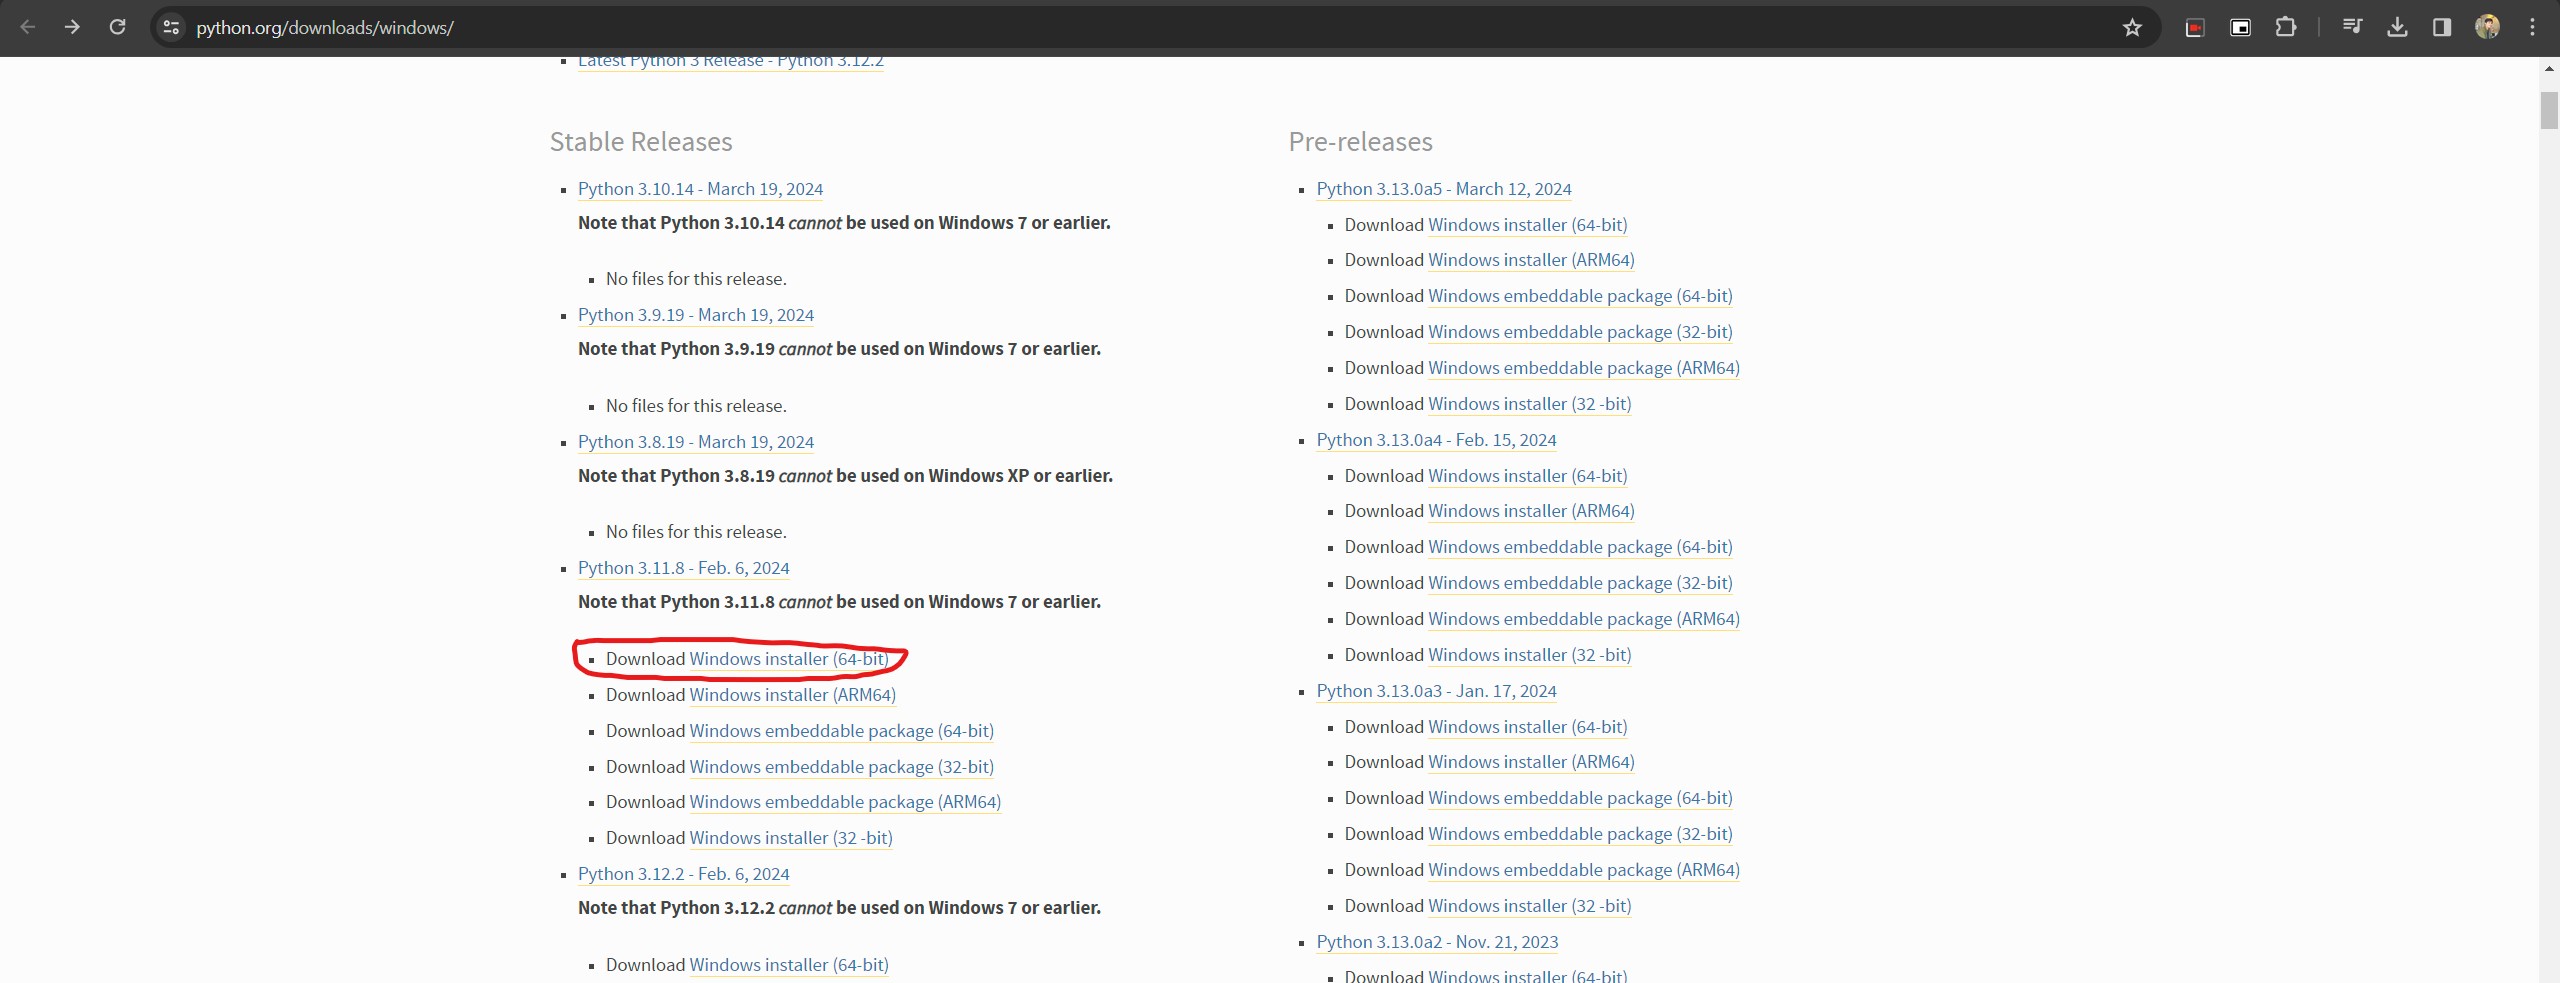 python.org/downloads/windows/
Latest Python 3 Release - Python 3.12.2
Stable Releases
Python 3.10.14 - March 19, 2024
Note that Python 3.10.14 cannot be used on Windows 7 or earlier.
No files for this release.
Python 3.9.19 - March 19, 2024
Note that Python 3.9.19 cannot be used on Windows 7 or earlier.
No files for this release.
Python 3.8.19 - March 19, 2024
Note that Python 3.8.19 cannot be used on Windows XP or earlier.
No files for this release.
Python 3.11.8 - Feb. 6, 2024
Note that Python 3.11.8 cannot be used on Windows 7 or earlier.
Download Windows installer (64-bit)
Download Windows installer (ARM64)
Download Windows embeddable package (64-bit)
Download Windows embeddable package (32-bit)
Download Windows embeddable package (ARM64)
Download Windows installer (32 -bit)
Python 3.12.2 - Feb. 6, 2024
Note that Python 3.12.2 cannot be used on Windows 7 or earlier.
Download Windows installer (64-bit)
Pre-releases
Python 3.13.0a5 - March 12, 2024
Download Windows installer (64-bit)
Download Windows installer (ARM64)
Download Windows embeddable package (64-bit)
Download Windows embeddable package (32-bit)
Download Windows embeddable package (ARM64)
Download Windows installer (32 -bit)
Python 3.13.0a4 - Feb. 15, 2024
Download Windows installer (64-bit)
Download Windows installer (ARM64)
Download Windows embeddable package (64-bit)
Download Windows embeddable package (32-bit)
Download Windows embeddable package (ARM64)
Download Windows installer (32 -bit)
Python 3.13.0a3 - Jan. 17, 2024
Download Windows installer (64-bit)
Download Windows installer (ARM64)
Download Windows embeddable package (64-bit)
Download Windows embeddable package (32-bit)
Download Windows embeddable package (ARM64)
Download Windows installer (32 -bit)
Python 3.13.0a2 - Nov. 21, 2023
Download Windows installer (64-bit)